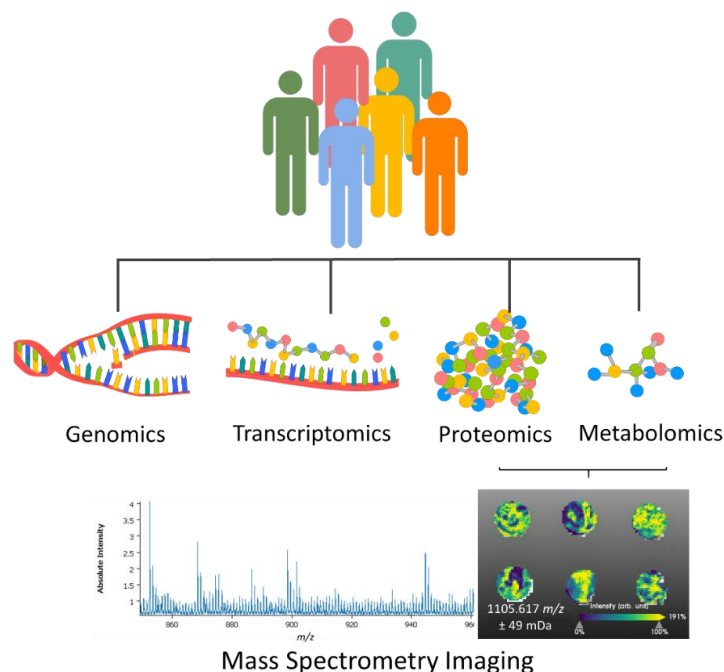 Genomics
Transcriptomics
Proteomics
Metabolomics
Absolute Intensity
4
3.5
3
2.5
2
1.5
1
860
880
900
920
940
960
m/z
1105.617 m/z
± 49 mDa
Intensity (arb. unit)
191%
0%
100%
Mass Spectrometry Imaging